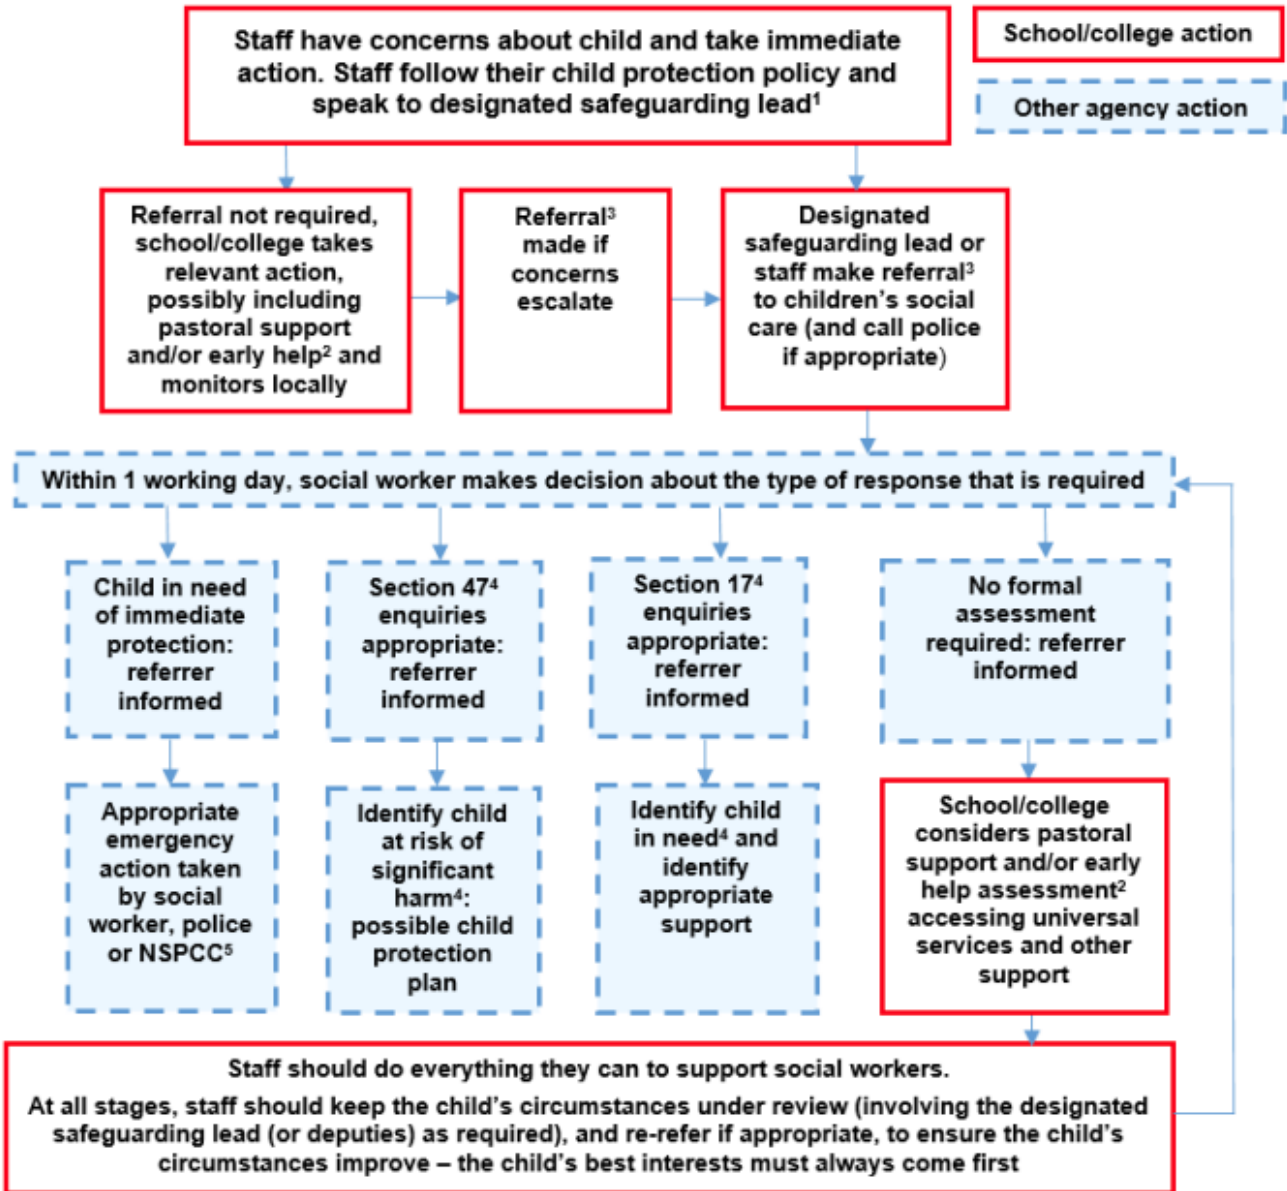 Staff have concerns about child and take immediate
action. Staff follow their child protection policy and
speak to designated safeguarding lead¹
School/college action
Other agency action
Referral not required,
school/college takes
relevant action,
possibly including
pastoral support
and/or early help² and
monitors locally
Referral³
made if
concerns
escalate
Designated
safeguarding lead or
staff make referral³
to children’s social
care (and call police
if appropriate)
Within 1 working day, social worker makes decision about the type of response that is required
Child in need
of immediate
protection:
referrer
informed
Section 47⁴
enquiries
appropriate:
referrer
informed
Section 17⁴
enquiries
appropriate:
referrer
informed
No formal
assessment
required: referrer
informed
Appropriate
emergency
action taken
by social
worker, police
or NSPCC⁵
Identify child
at risk of
significant
harm⁴:
possible child
protection
plan
Identify child
in need⁴ and
identify
appropriate
support
School/college
considers pastoral
support and/or early
help assessment²
accessing universal
services and other
support
Staff should do everything they can to support social workers.
At all stages, staff should keep the child’s circumstances under review (involving the designated
safeguarding lead (or deputies) as required), and re-refer if appropriate, to ensure the child’s
circumstances improve – the child’s best interests must always come first